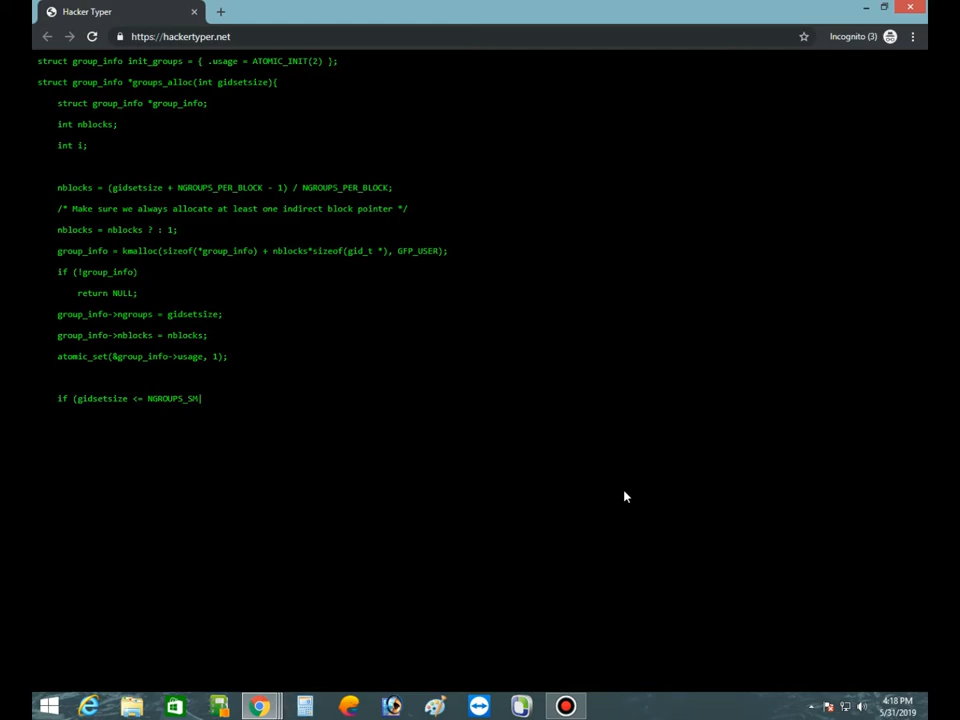 Hacker Typer
https://hackertyper.net
Incognito (3)
struct group_info init_groups = { .usage = ATOMIC_INIT(2) };
struct group_info *groups_alloc(int gidsetsize){
struct group_info *group_info;
int nblocks;
int i;
nblocks = (gidsetsize + NGROUPS_PER_BLOCK - 1) / NGROUPS_PER_BLOCK;
/* Make sure we always allocate at least one indirect block pointer */
nblocks = nblocks ? : 1;
group_info = kmalloc(sizeof(*group_info) + nblocks*sizeof(gid_t *), GFP_USER);
if (!group_info)
return NULL;
group_info->ngroups = gidsetsize;
group_info->nblocks = nblocks;
atomic_set(&group_info->usage, 1);
if (gidsetsize <= NGROUPS_SM|
4:18 PM
5/31/2019